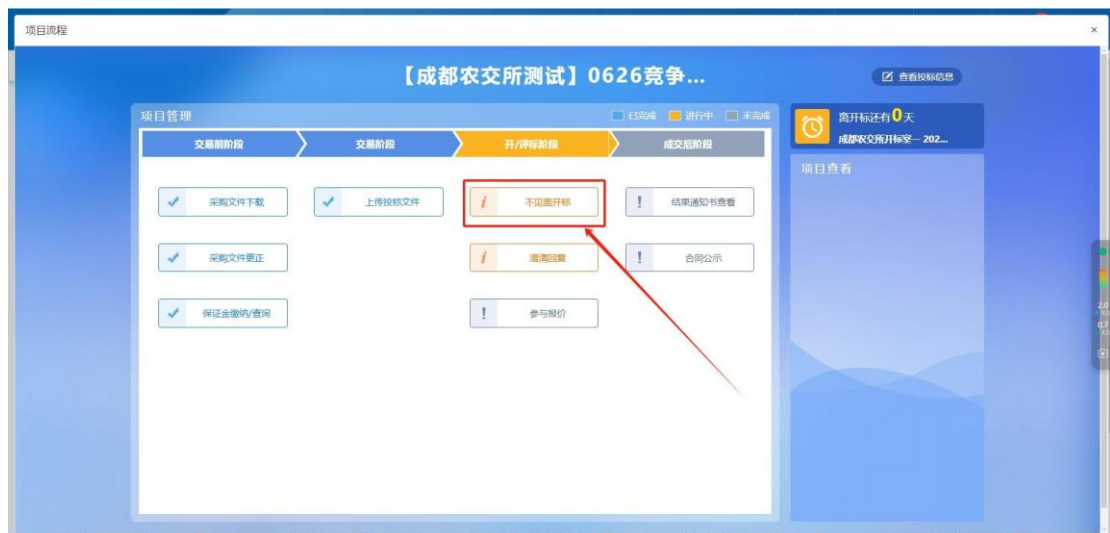 项目流程
×
【成都农交所测试】0626竞争...
查看投标信息
项目管理
已完成 进行中 未完成
交易前阶段 交易阶段 开/评标阶段 成交后阶段
离开标还有0天
成都农交所开标室— 202...
项目查看
采购文件下载 上传投标文件 不见面开标 结果通知书查看
采购文件更正 澄清回复 合同公示
保证金缴纳/查询 参与报价
2.0
0.7